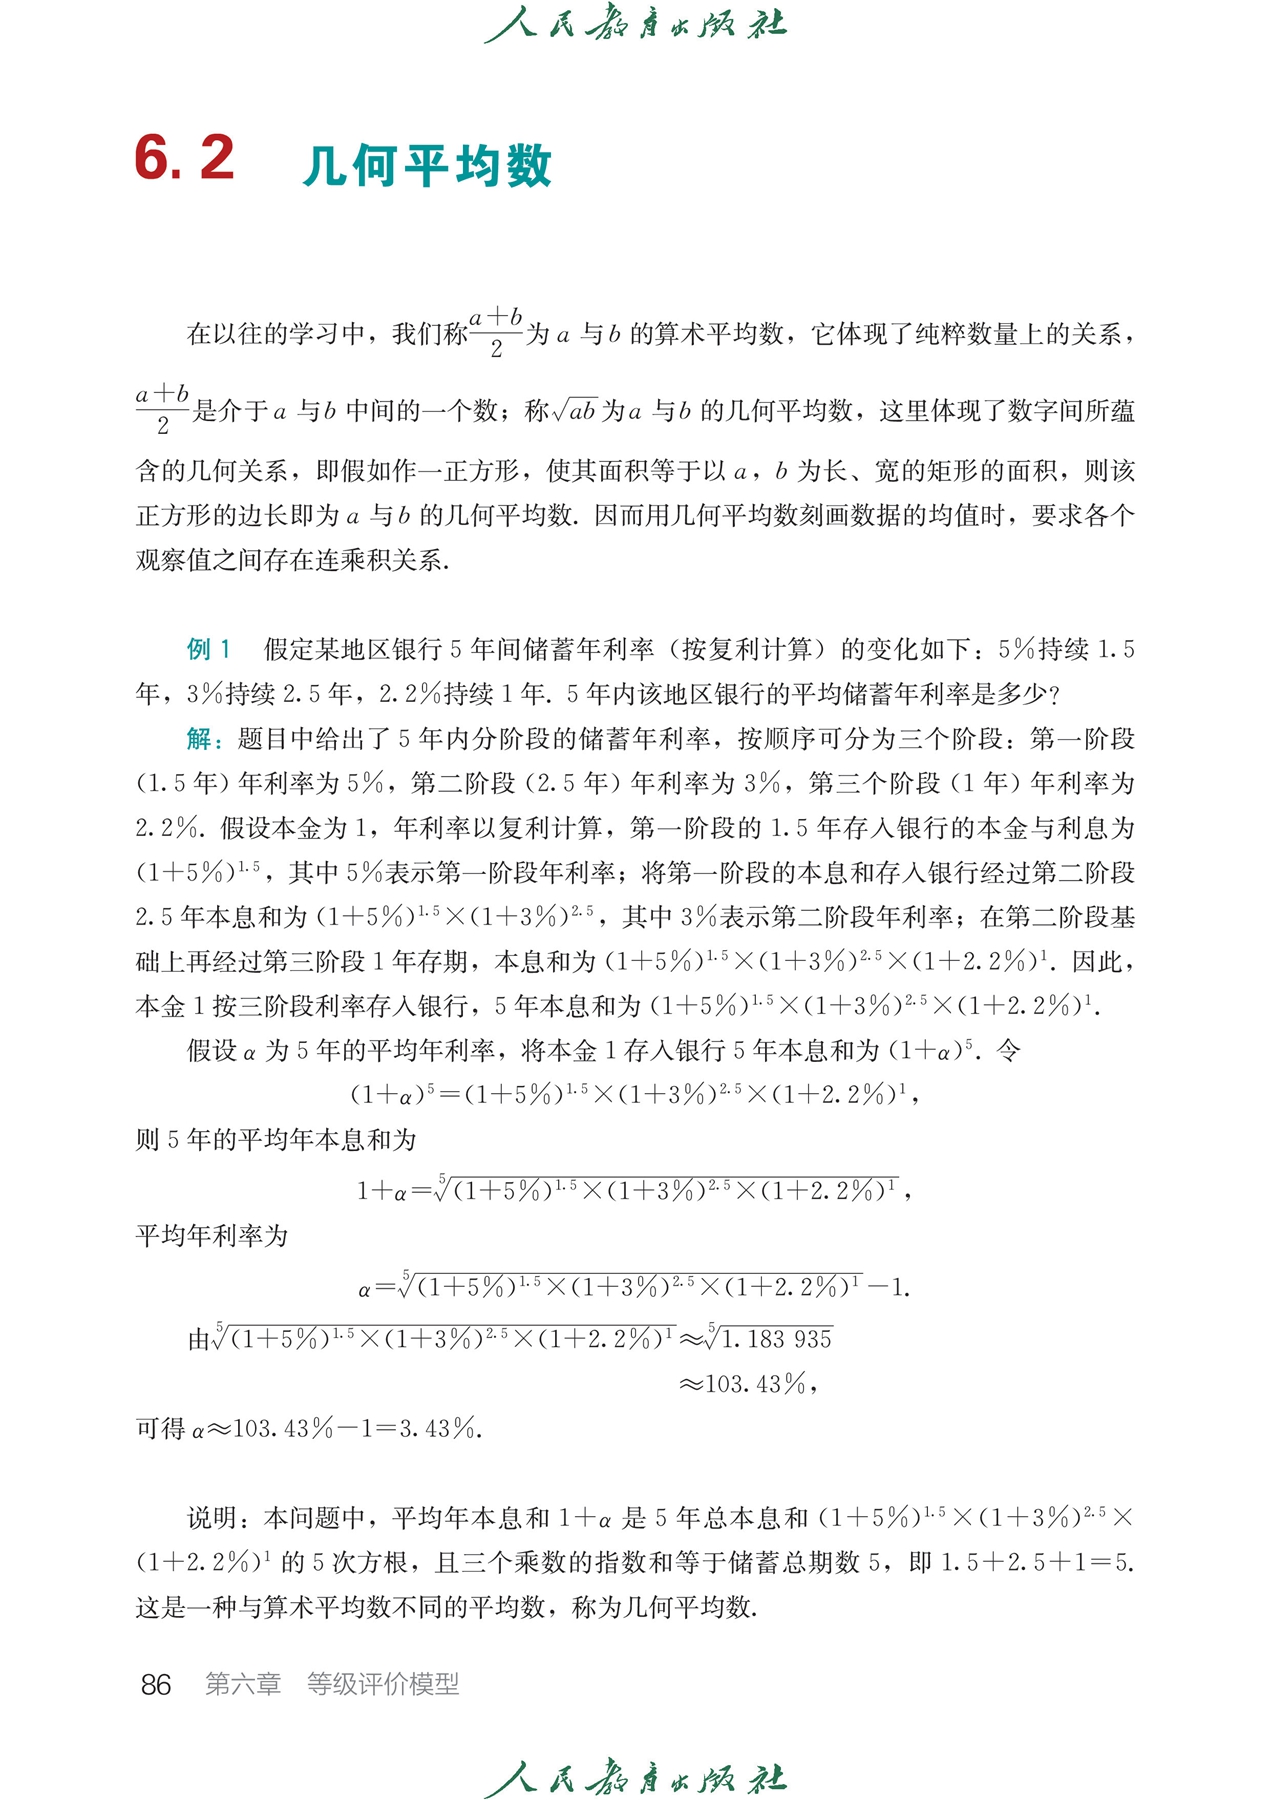 人民教育出版社
6.2 几何平均数
在以往的学习中，我们称(a+b)/2为a与b的算术平均数，它体现了纯粹数量上的关系，
(a+b)/2是介于a与b中间的一个数；称√ab为a与b的几何平均数，这里体现了数字间所蕴
含的几何关系，即假如作一正方形，使其面积等于以a，b为长、宽的矩形的面积，则该
正方形的边长即为a与b的几何平均数．因而用几何平均数刻画数据的均值时，要求各个
观察值之间存在连乘积关系．
例1 假定某地区银行5年间储蓄年利率（按复利计算）的变化如下：5%持续1.5
年，3%持续2.5年，2.2%持续1年．5年内该地区银行的平均储蓄年利率是多少？
解：题目中给出了5年内分阶段的储蓄年利率，按顺序可分为三个阶段：第一阶段
（1.5年）年利率为5%，第二阶段（2.5年）年利率为3%，第三个阶段（1年）年利率为
2.2%．假设本金为1，年利率以复利计算，第一阶段的1.5年存入银行的本金与利息为
(1+5%)^1.5，其中5%表示第一阶段年利率；将第一阶段的本息和存入银行经过第二阶段
2.5年本息和为(1+5%)^1.5×(1+3%)^2.5，其中3%表示第二阶段年利率；在第二阶段基
础上再经过第三阶段1年存期，本息和为(1+5%)^1.5×(1+3%)^2.5×(1+2.2%)^1．因此，
本金1按三阶段利率存入银行，5年本息和为(1+5%)^1.5×(1+3%)^2.5×(1+2.2%)^1．
假设α为5年的平均年利率，将本金1存入银行5年本息和为(1+α)^5．令
(1+α)^5=(1+5%)^1.5×(1+3%)^2.5×(1+2.2%)^1，
则5年的平均年本息和为
1+α=⁵√((1+5%)^1.5×(1+3%)^2.5×(1+2.2%)^1)，
平均年利率为
α=⁵√((1+5%)^1.5×(1+3%)^2.5×(1+2.2%)^1)−1．
由⁵√((1+5%)^1.5×(1+3%)^2.5×(1+2.2%)^1)≈⁵√(1.183 935)
≈103.43%，
可得α≈103.43%−1=3.43%．
说明：本问题中，平均年本息和1+α是5年总本息和(1+5%)^1.5×(1+3%)^2.5×
(1+2.2%)^1的5次方根，且三个乘数的指数和等于储蓄总期数5，即1.5+2.5+1=5．
这是一种与算术平均数不同的平均数，称为几何平均数．
86 第六章 等级评价模型
人民教育出版社